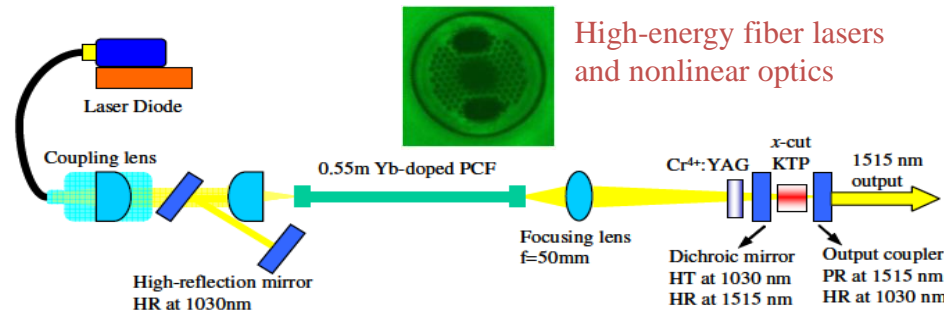 High-energy fiber lasers
and nonlinear optics
Laser Diode
Coupling lens
0.55m Yb-doped PCF
Cr4+:YAG
x-cut
KTP
1515 nm
output
High-reflection mirror
HR at 1030nm
Focusing lens
f=50mm
Dichroic mirror
HT at 1030 nm
HR at 1515 nm
Output coupler
PR at 1515 nm
HR at 1030 nm